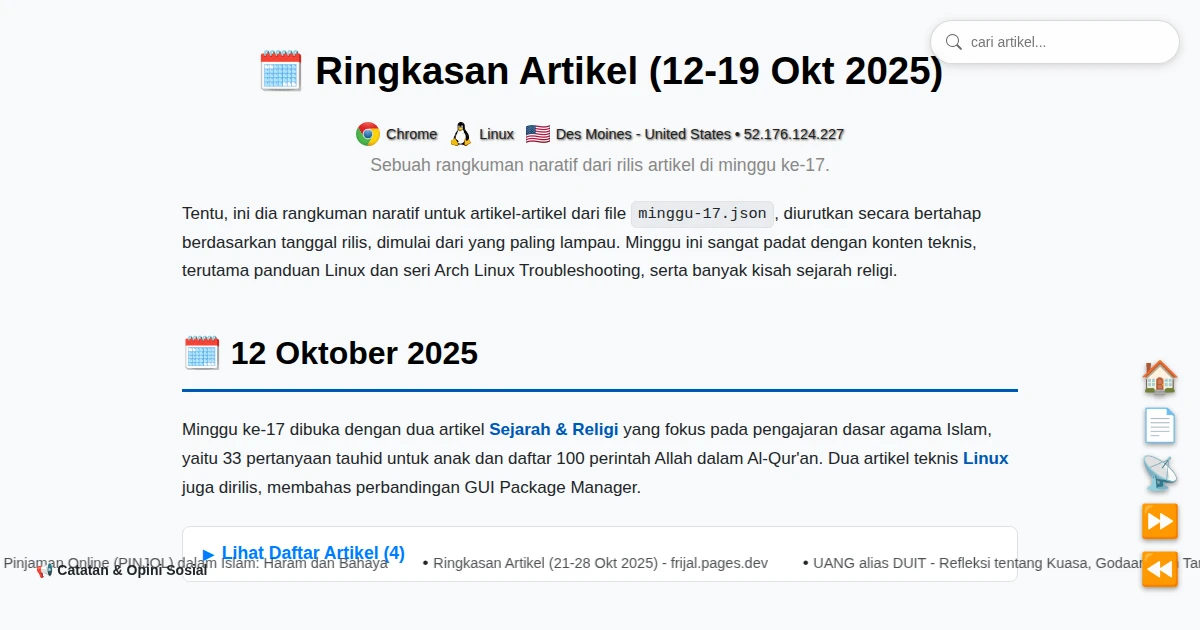 cari artikel...
Ringkasan Artikel (12-19 Okt 2025)
Chrome Linux Des Moines - United States • 52.176.124.227
Sebuah rangkuman naratif dari rilis artikel di minggu ke-17.
Tentu, ini dia rangkuman naratif untuk artikel-artikel dari file minggu-17.json, diurutkan secara bertahap
berdasarkan tanggal rilis, dimulai dari yang paling lampau. Minggu ini sangat padat dengan konten teknis,
terutama panduan Linux dan seri Arch Linux Troubleshooting, serta banyak kisah sejarah religi.
12 Oktober 2025
Minggu ke-17 dibuka dengan dua artikel Sejarah & Religi yang fokus pada pengajaran dasar agama Islam,
yaitu 33 pertanyaan tauhid untuk anak dan daftar 100 perintah Allah dalam Al-Qur'an. Dua artikel teknis Linux
juga dirilis, membahas perbandingan GUI Package Manager.
▶ Lihat Daftar Artikel (4)
Pinjaman Online (PINJOL) dalam Islam: Haram dan Bahaya • Ringkasan Artikel (21-28 Okt 2025) - frijal.pages.dev • UANG alias DUIT - Refleksi tentang Kuasa,
Catatan & Opini Sosial